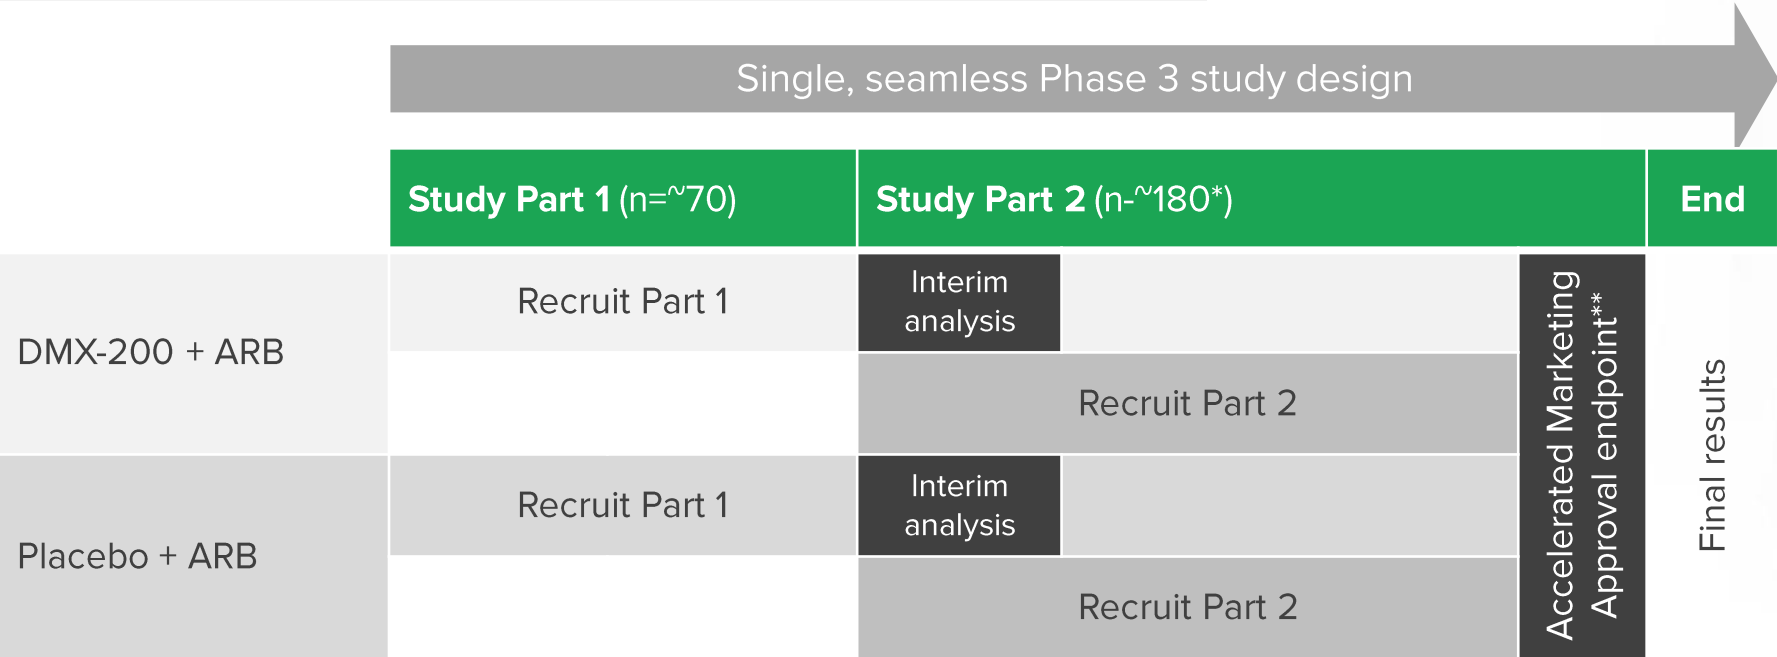 Single, seamless Phase 3 study design
Study Part 1 (n=~70)
Study Part 2 (n-~180*)
End
DMX-200 + ARB
Recruit Part 1
Interim
analysis
Recruit Part 2
Placebo + ARB
Recruit Part 1
Interim
analysis
Recruit Part 2
Accelerated Marketing
Approval endpoint**
Final results